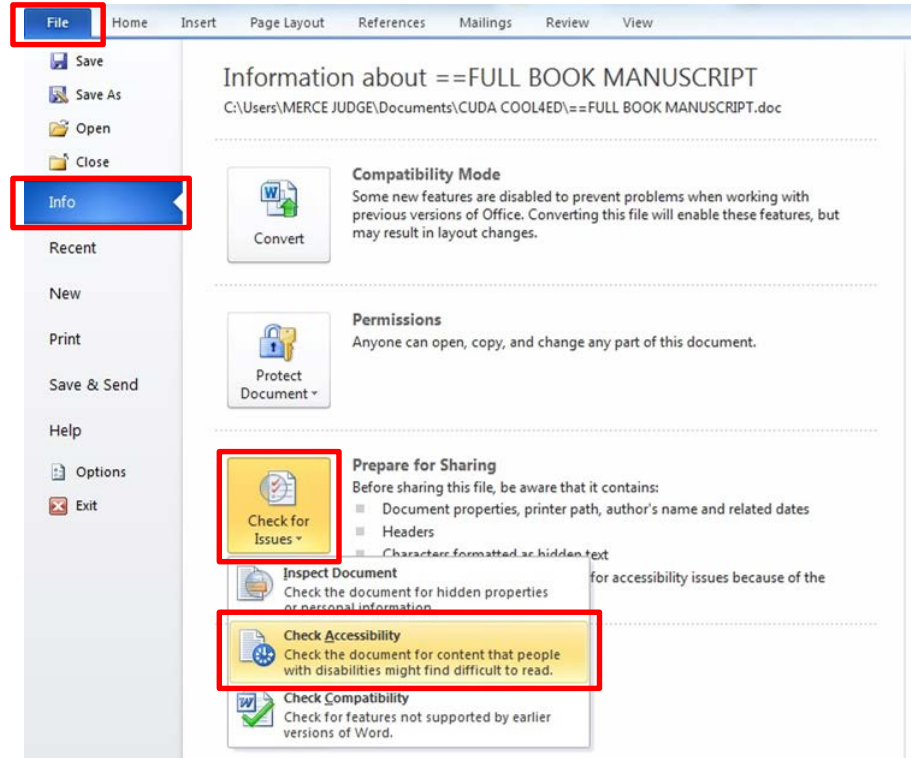 File Home Insert Page Layout References Mailings Review View
Save
Save As
Open
Close
Info
Recent
New
Print
Save & Send
Help
Options
Exit
Information about ==FULL BOOK MANUSCRIPT
C:\Users\MERCE JUDGE\Documents\CUDA COOL4ED\==FULL BOOK MANUSCRIPT.doc
Convert
Compatibility Mode
Some new features are disabled to prevent problems when working with
previous versions of Office. Converting this file will enable these features, but
may result in layout changes.
Protect
Document
Permissions
Anyone can open, copy, and change any part of this document.
Check for
Issues
Prepare for Sharing
Before sharing this file, be aware that it contains:
Document properties, printer path, author's name and related dates
Headers
Characters formatted as hidden text
for accessibility issues because of the
Inspect Document
Check the document for hidden properties
or personal information.
Check Accessibility
Check the document for content that people
with disabilities might find difficult to read.
Check Compatibility
Check for features not supported by earlier
versions of Word.